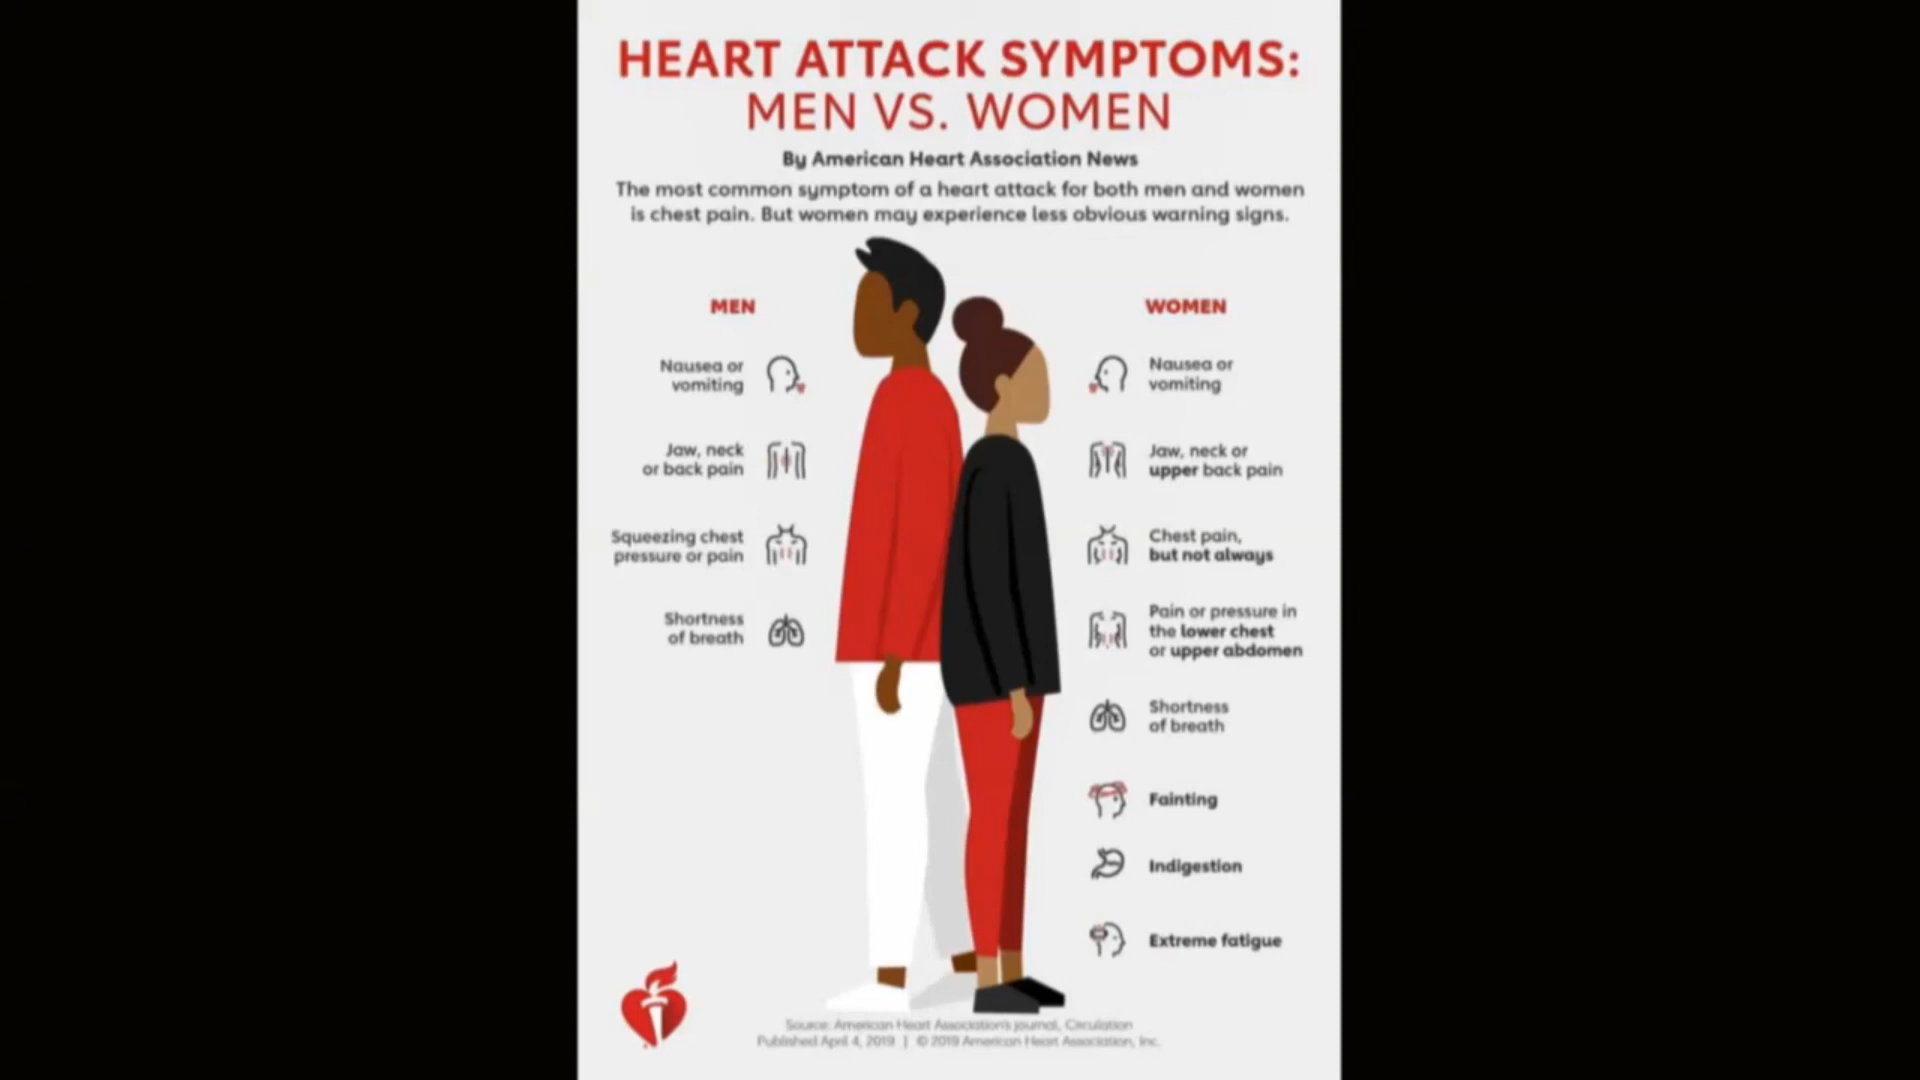 HEART ATTACK SYMPTOMS:
MEN VS. WOMEN
By American Heart Association News
The most common symptom of a heart attack for both men and women
is chest pain. But women may experience less obvious warning signs.
MEN
Nausea or
vomiting
Jaw, neck
or back pain
Squeezing chest
pressure or pain
Shortness
of breath
WOMEN
Nausea or
vomiting
Jaw, neck or
upper back pain
Chest pain,
but not always
Pain or pressure in
the lower chest
or upper abdomen
Shortness
of breath
Fainting
Indigestion
Extreme fatigue
Source: American Heart Association's journal, Circulation
Published April 4, 2019 | © 2019 American Heart Association, Inc.